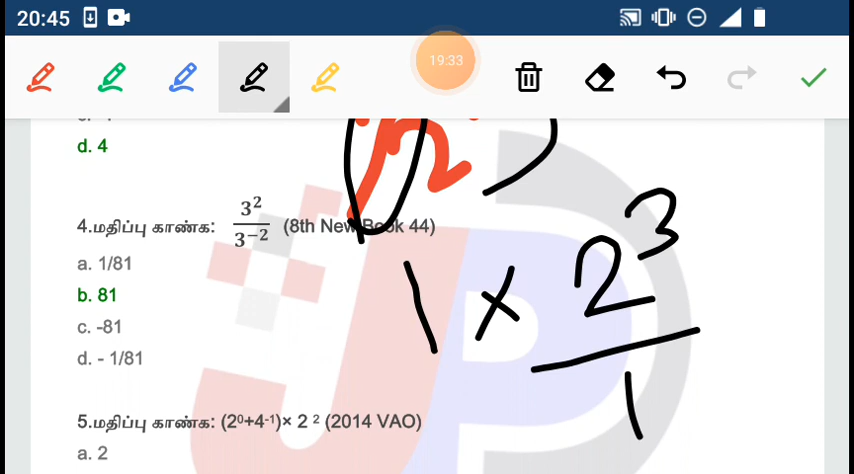 20:45
19:33
d. 4
4.மதிப்பு காண்க: 3²/3⁻² (8th New Book 44)
a. 1/81
b. 81
c. -81
d. - 1/81
1 × 2³/1
5.மதிப்பு காண்க: (2⁰+4⁻¹)× 2 ² (2014 VAO)
a. 2